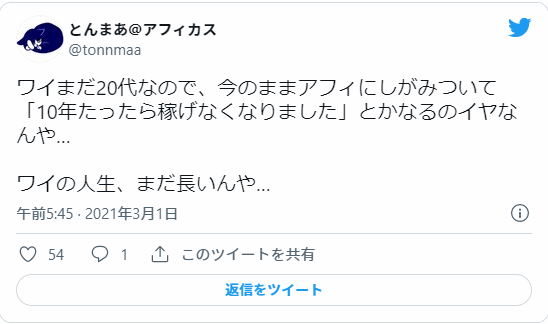 とんまあ@アフィカス
@tonnmaa
ワイまだ20代なので、今のままアフィにしがみついて
「10年たったら稼げなくなりました」とかなるのイヤな
んや...
ワイの人生、まだ長いんや...
午前5:45 · 2021年3月1日
54 1 このツイートを共有
返信をツイート